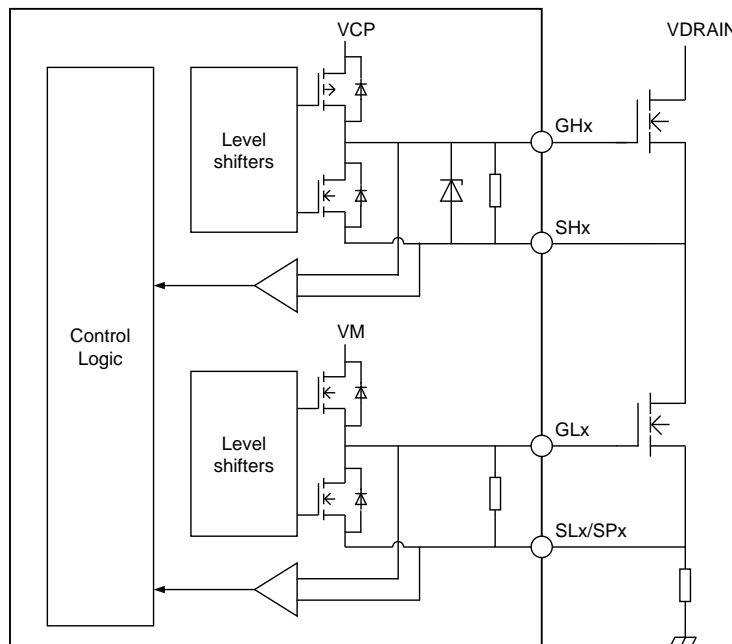 VCP
VDRAIN
Level
shifters
GHx
SHx
Control
Logic
VM
Level
shifters
GLx
SLx/SPx